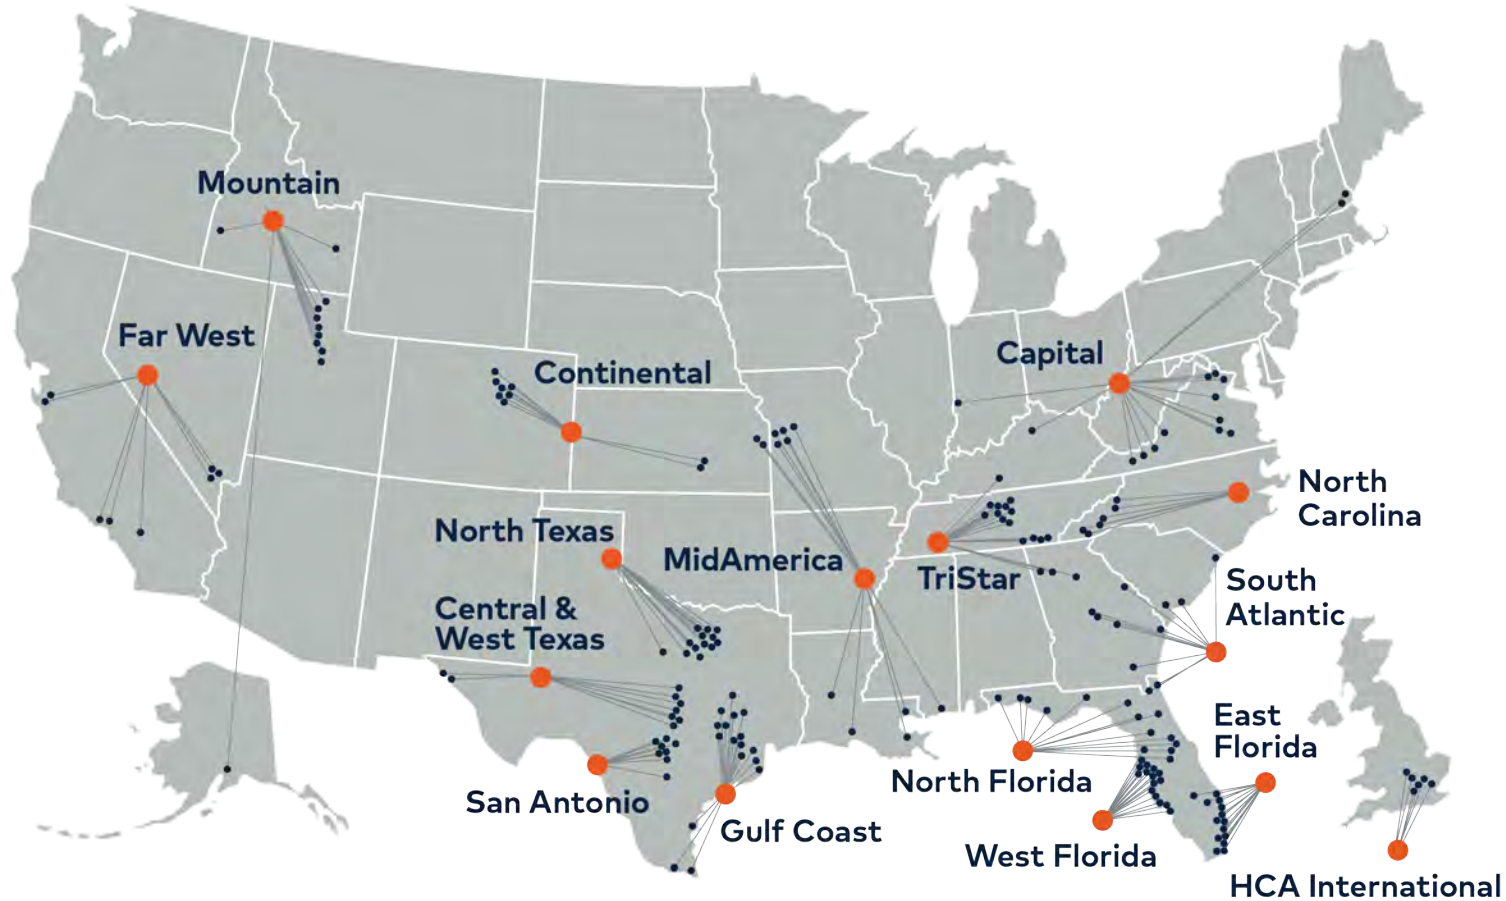 Mountain
Far West
Continental
Capital
North
Carolina
North Texas
MidAmerica
TriStar
South
Atlantic
Central &
West Texas
East
Florida
North Florida
San Antonio
Gulf Coast
West Florida
HCA International